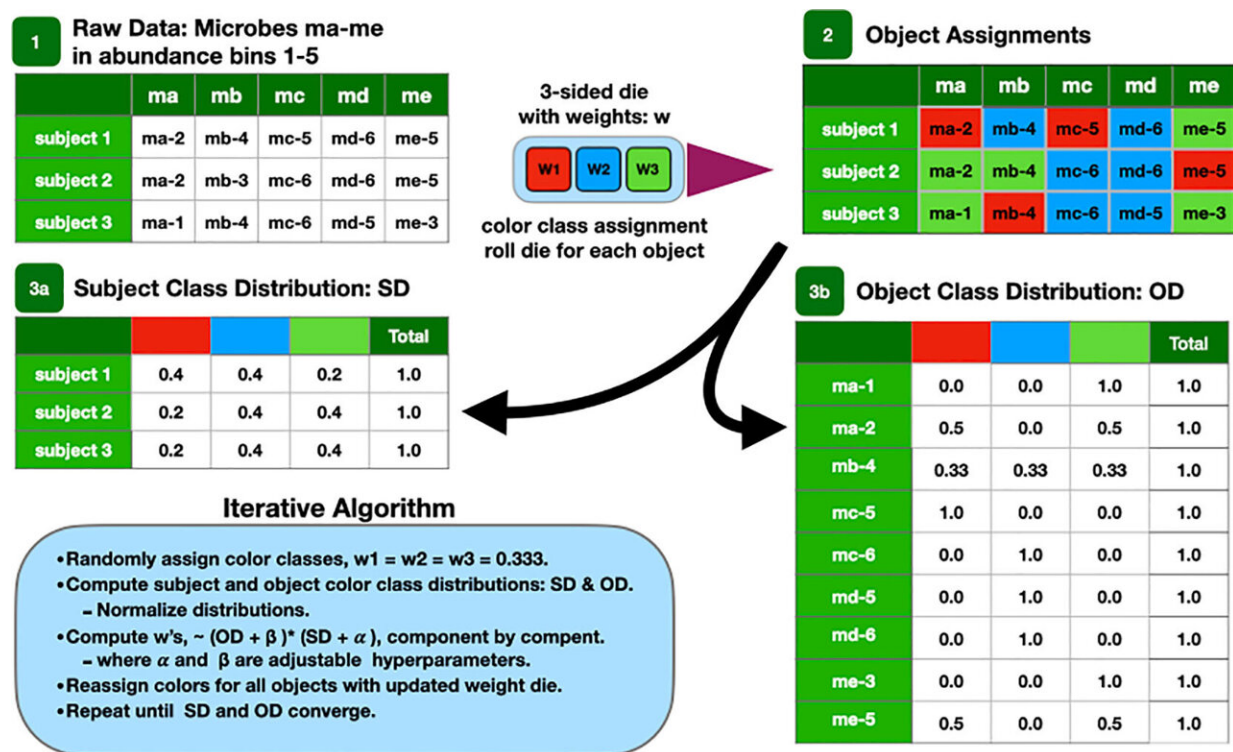 1 Raw Data: Microbes ma-me
in abundance bins 1-5
ma mb mc md me
subject 1 ma-2 mb-4 mc-5 md-6 me-5
subject 2 ma-2 mb-3 mc-6 md-6 me-5
subject 3 ma-1 mb-4 mc-6 md-5 me-3
3-sided die
with weights: w
w1 w2 w3
color class assignment
roll die for each object
2 Object Assignments
ma mb mc md me
subject 1 ma-2 mb-4 mc-5 md-6 me-5
subject 2 ma-2 mb-4 mc-6 md-6 me-5
subject 3 ma-1 mb-4 mc-6 md-5 me-3
3a Subject Class Distribution: SD
Total
subject 1 0.4 0.4 0.2 1.0
subject 2 0.2 0.4 0.4 1.0
subject 3 0.2 0.4 0.4 1.0
3b Object Class Distribution: OD
Total
ma-1 0.0 0.0 1.0 1.0
ma-2 0.5 0.0 0.5 1.0
mb-4 0.33 0.33 0.33 1.0
mc-5 1.0 0.0 0.0 1.0
mc-6 0.0 1.0 0.0 1.0
md-5 0.0 1.0 0.0 1.0
md-6 0.0 1.0 0.0 1.0
me-3 0.0 0.0 1.0 1.0
me-5 0.5 0.0 0.5 1.0
Iterative Algorithm
•Randomly assign color classes, w1 = w2 = w3 = 0.333.
•Compute subject and object color class distributions: SD & OD.
– Normalize distributions.
•Compute w's, ~ (OD + β )* (SD + α ), component by compent.
– where α and β are adjustable hyperparameters.
•Reassign colors for all objects with updated weight die.
•Repeat until SD and OD converge.